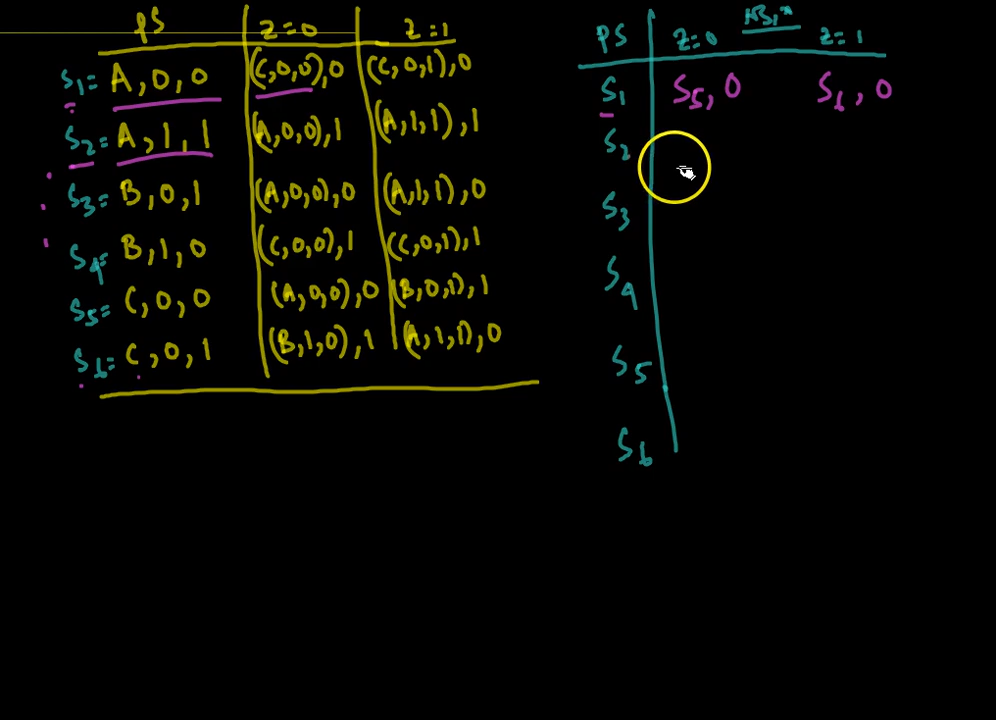 PS Z=0 Z=1
S1= A,0,0 (C,0,0),0 (C,0,1),0
S2= A,1,1 (A,0,0),1 (A,1,1),1
S3= B,0,1 (A,0,0),0 (A,1,1),0
S4= B,1,0 (C,0,0),1 (C,0,1),1
S5= C,0,0 (A,0,0),0 (B,0,1),1
S6= C,0,1 (B,1,0),1 (A,1,1),0
PS Z=0 Z=1
S1 S5,0 S6,0
S2
S3
S4
S5
S6